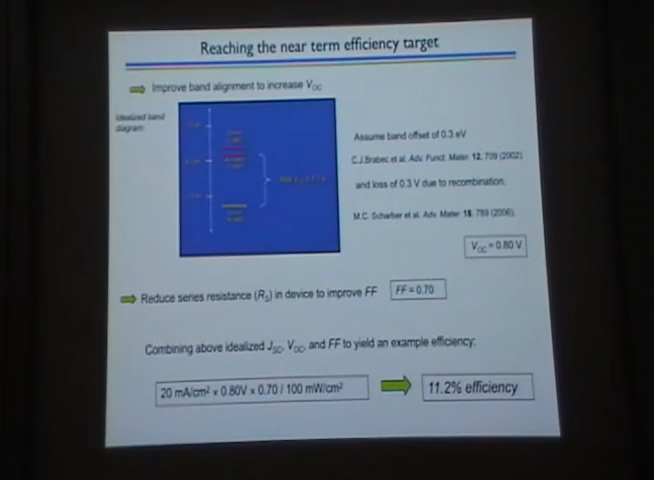 Reaching the near term efficiency target
Improve band alignment to increase V_OC
Idealized band
diagram:
Assume band offset of 0.3 eV
C.J.Brabec et al. Adv. Funct. Mater. 12, 709 (2002)
and loss of 0.3 V due to recombination.
M.C. Scharber et al. Adv. Mater. 18, 789 (2006).
V_OC = 0.80 V
Reduce series resistance (R_S) in device to improve FF
FF = 0.70
Combining above idealized J_SC, V_OC, and FF to yield an example efficiency:
20 mA/cm² x 0.80V x 0.70 / 100 mW/cm²
11.2% efficiency